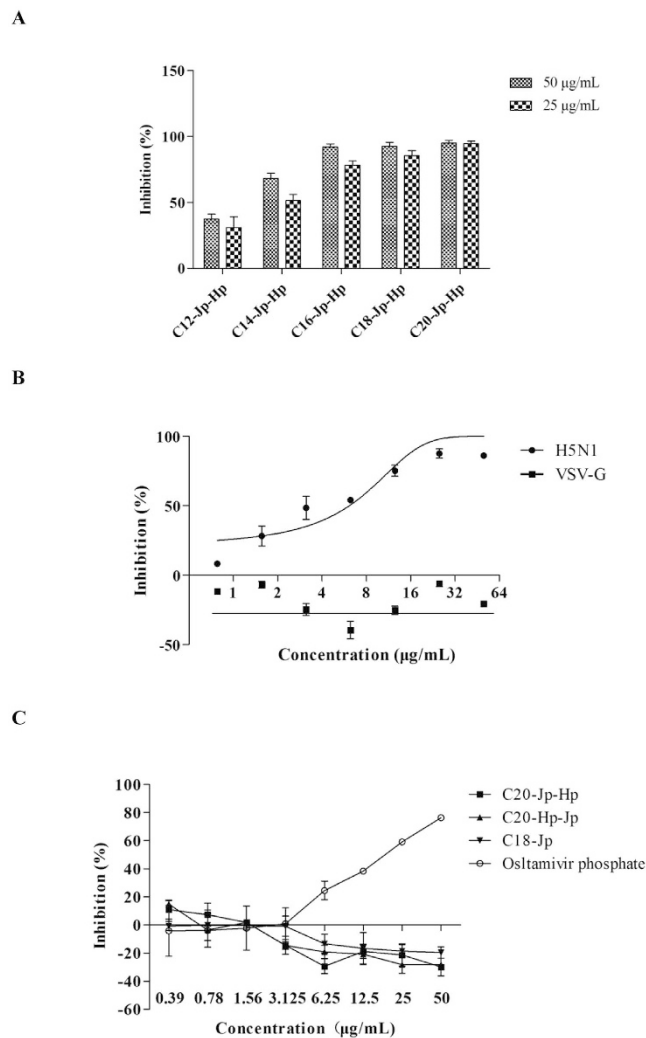 A
150
100
50
0
Inhibition (%)
50 μg/mL
25 μg/mL
C12-Jp-Hp
C14-Jp-Hp
C16-Jp-Hp
C18-Jp-Hp
C20-Jp-Hp
B
100
50
0
-50
Inhibition (%)
1 2 4 8 16 32 64
Concentration (μg/mL)
H5N1
VSV-G
C
100
80
60
40
20
0
-20
-40
-60
Inhibition (%)
0.39 0.78 1.56 3.125 6.25 12.5 25 50
Concentration (μg/mL)
C20-Jp-Hp
C20-Hp-Jp
C18-Jp
Osltamivir phosphate